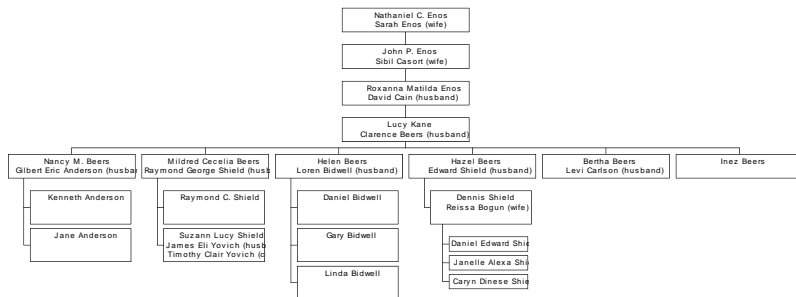 Nathaniel C. Enos
Sarah Enos (wife)
John P. Enos
Sibil Casort (wife)
Roxanna Matilda Enos
David Cain (husband)
Lucy Kane
Clarence Beers (husband)
Nancy M. Beers
Gilbert Eric Anderson (husba
Mildred Cecelia Beers
Raymond George Shield (husb
Helen Beers
Loren Bidwell (husband)
Hazel Beers
Edward Shield (husband)
Bertha Beers
Levi Carlson (husband)
Inez Beers
Kenneth Anderson
Jane Anderson
Raymond C. Shield
Suzann Lucy Shield
James Eli Yovich (husb
Timothy Clair Yovich (c
Daniel Bidwell
Gary Bidwell
Linda Bidwell
Dennis Shield
Reissa Bogun (wife)
Daniel Edward Shie
Janelle Alexa Shi
Caryn Dinese Shie